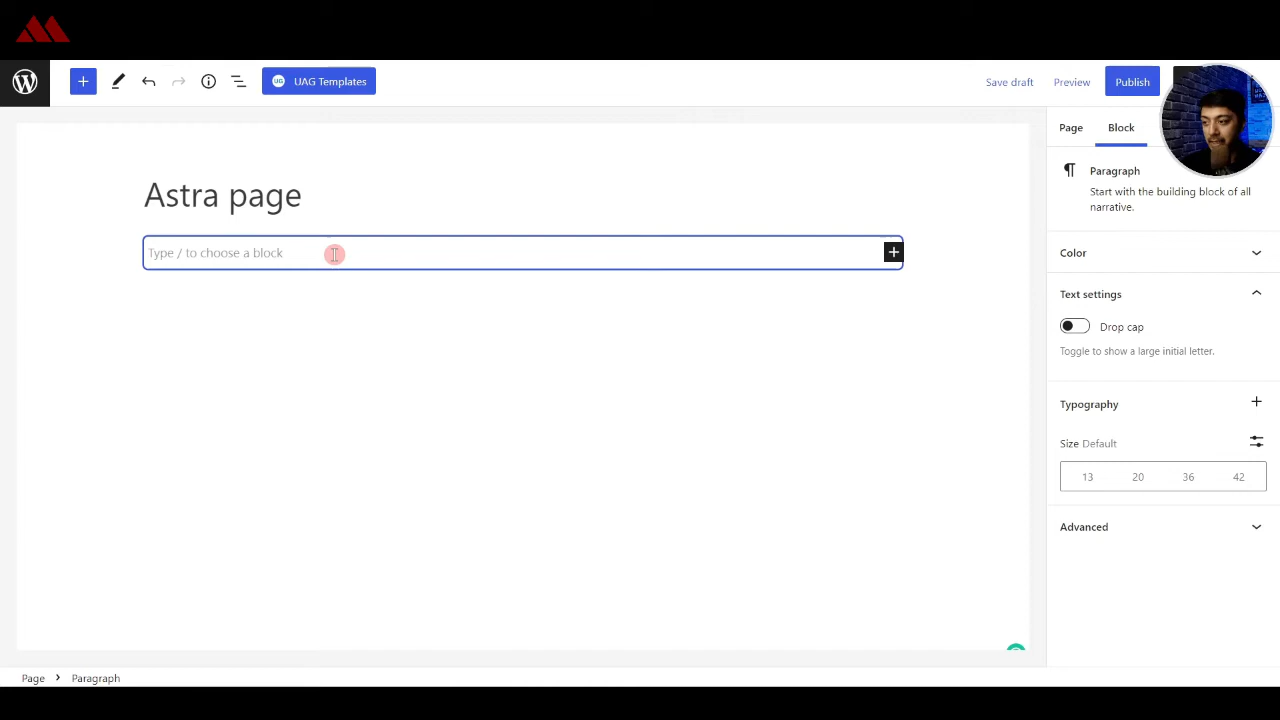 UG UAG Templates
Save draft
Preview
Publish
Page
Block
Astra page
Type / to choose a block
Paragraph
Start with the building block of all
narrative.
Color
Text settings
Drop cap
Toggle to show a large initial letter.
Typography
Size Default
13 20 36 42
Advanced
Page > Paragraph